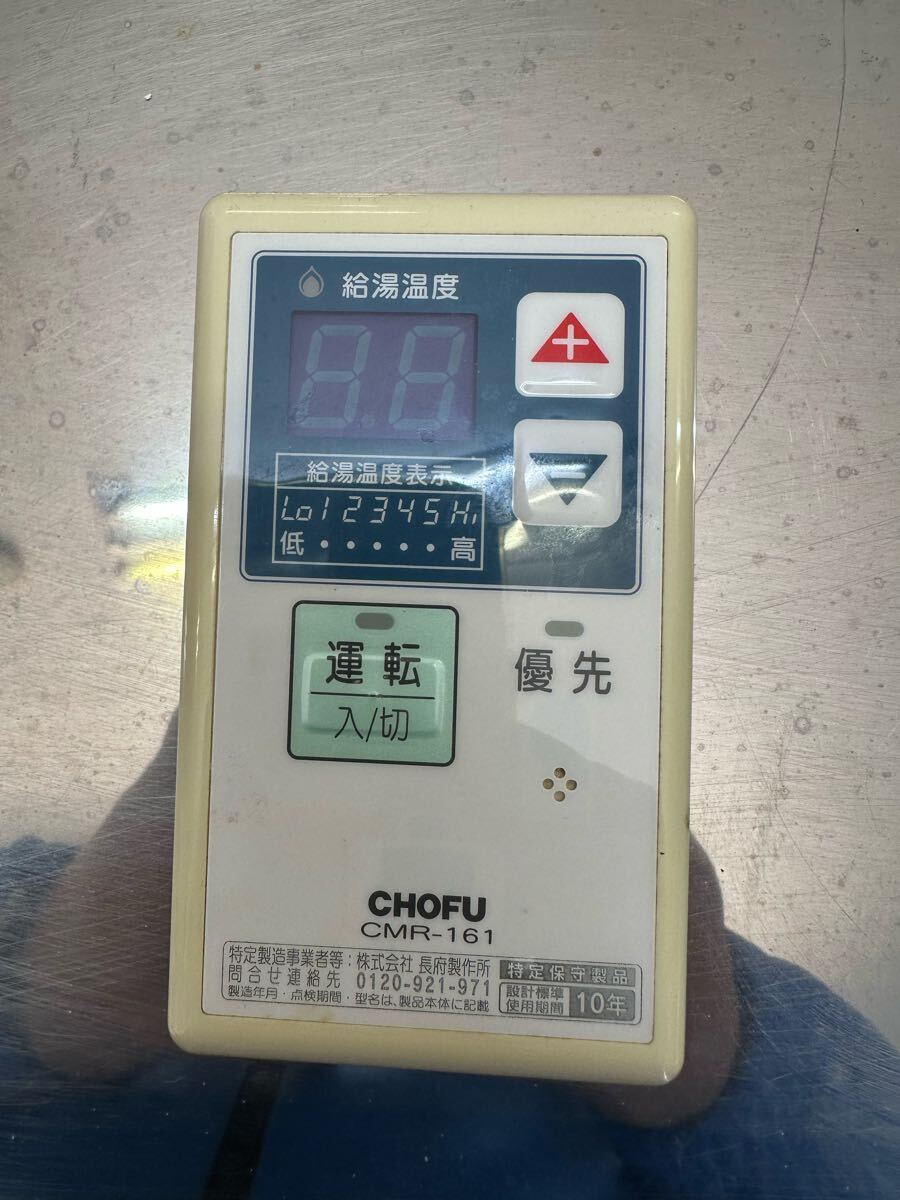 給湯温度
+
88
−
給湯温度表示
Lo 1 2 3 4 5 Hi
低 ・・・・・ 高
運転
入/切
優先
CHOFU
CMR-161
特定製造事業者等：株式会社 長府製作所
問合せ連絡先 0120-921-971
製造年月・点検期間・型名は、製品本体に記載
特定保守製品
設計標準使用期間 10年